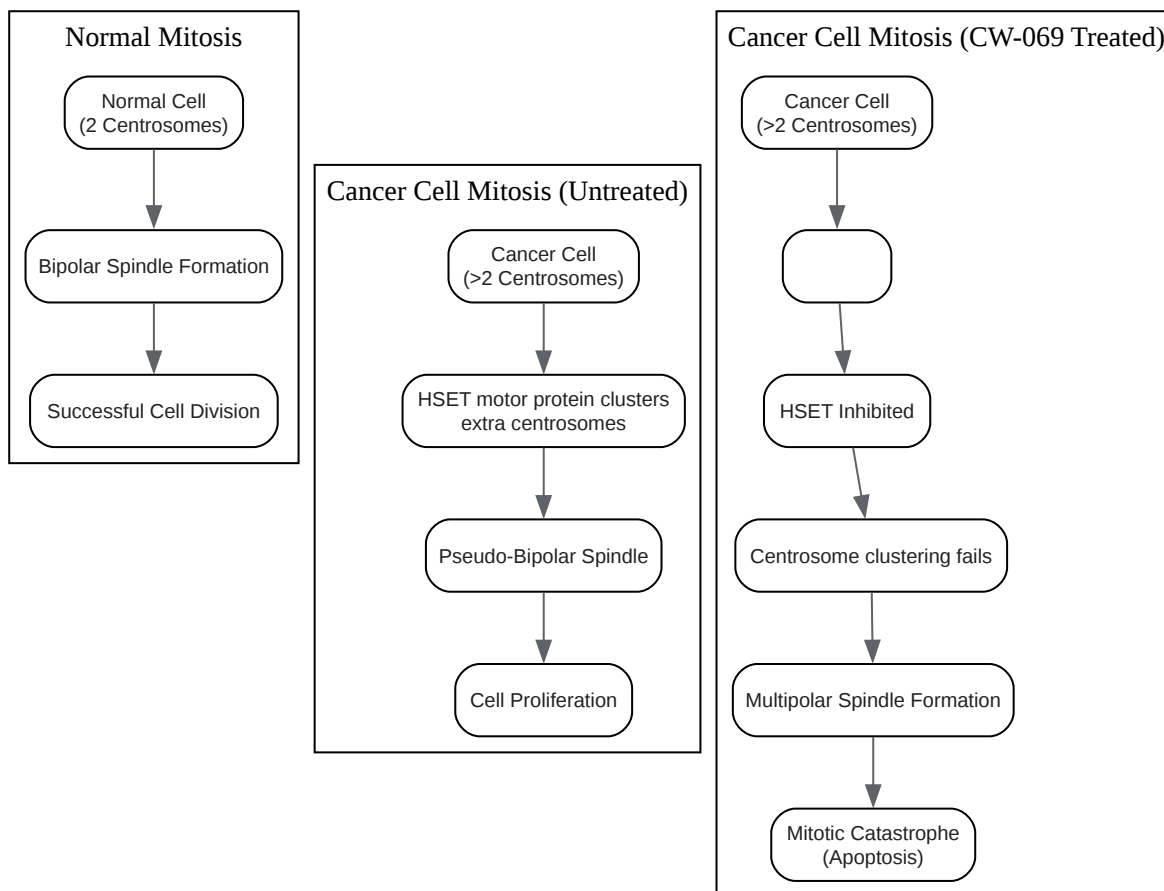 Normal Mitosis
Normal Cell
(2 Centrosomes)
Bipolar Spindle Formation
Successful Cell Division
Cancer Cell Mitosis (Untreated)
Cancer Cell
(>2 Centrosomes)
HSET motor protein clusters
extra centrosomes
Pseudo-Bipolar Spindle
Cell Proliferation
Cancer Cell Mitosis (CW-069 Treated)
Cancer Cell
(>2 Centrosomes)
HSET Inhibited
Centrosome clustering fails
Multipolar Spindle Formation
Mitotic Catastrophe
(Apoptosis)